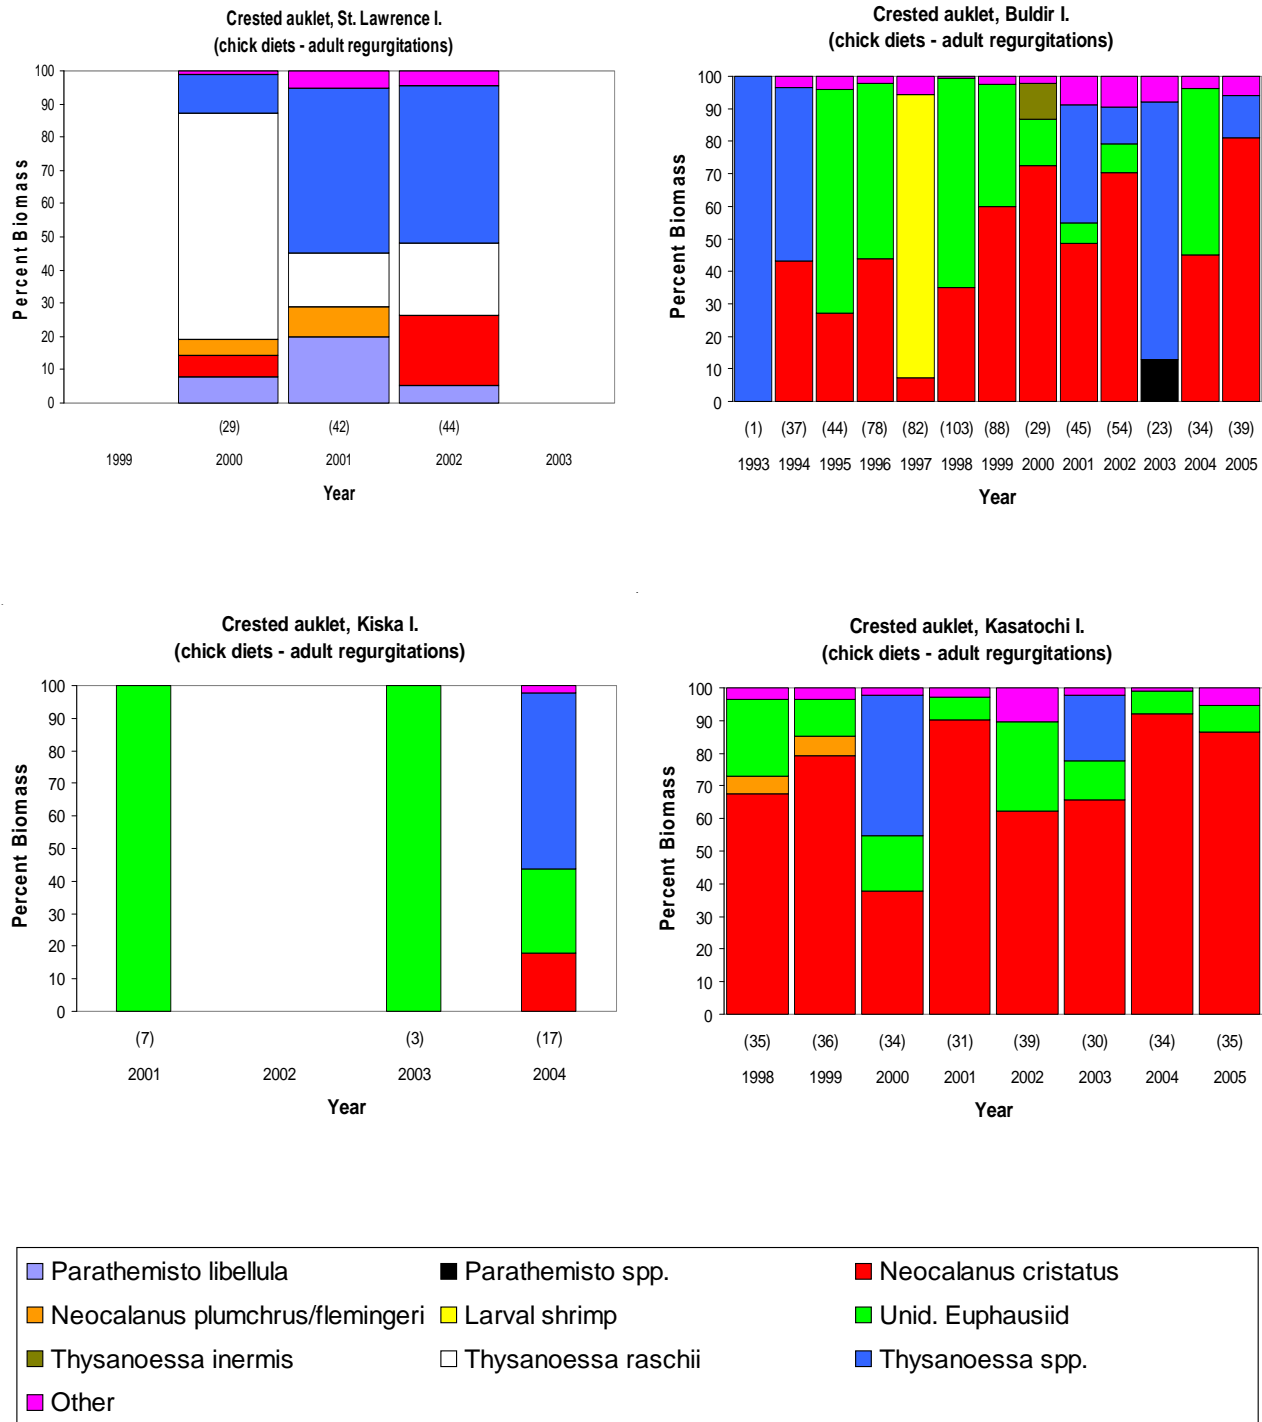 Crested auklet, St. Lawrence I.
(chick diets - adult regurgitations)
100
90
80
70
60
50
40
30
20
10
0
Percent Biomass
(29) (42) (44)
1999 2000 2001 2002 2003
Year
Crested auklet, Buldir I.
(chick diets - adult regurgitations)
100
90
80
70
60
50
40
30
20
10
0
Percent Biomass
(1) (37) (44) (78) (82) (103) (88) (29) (45) (54) (23) (34) (39)
1993 1994 1995 1996 1997 1998 1999 2000 2001 2002 2003 2004 2005
Year
Crested auklet, Kiska I.
(chick diets - adult regurgitations)
100
90
80
70
60
50
40
30
20
10
0
Percent Biomass
(7) (3) (17)
2001 2002 2003 2004
Year
Crested auklet, Kasatochi I.
(chick diets - adult regurgitations)
100
90
80
70
60
50
40
30
20
10
0
Percent Biomass
(35) (36) (34) (31) (39) (30) (34) (35)
1998 1999 2000 2001 2002 2003 2004 2005
Year
Parathemisto libellula Parathemisto spp. Neocalanus cristatus
Neocalanus plumchrus/flemingeri Larval shrimp Unid. Euphausiid
Thysanoessa inermis Thysanoessa raschii Thysanoessa spp.
Other